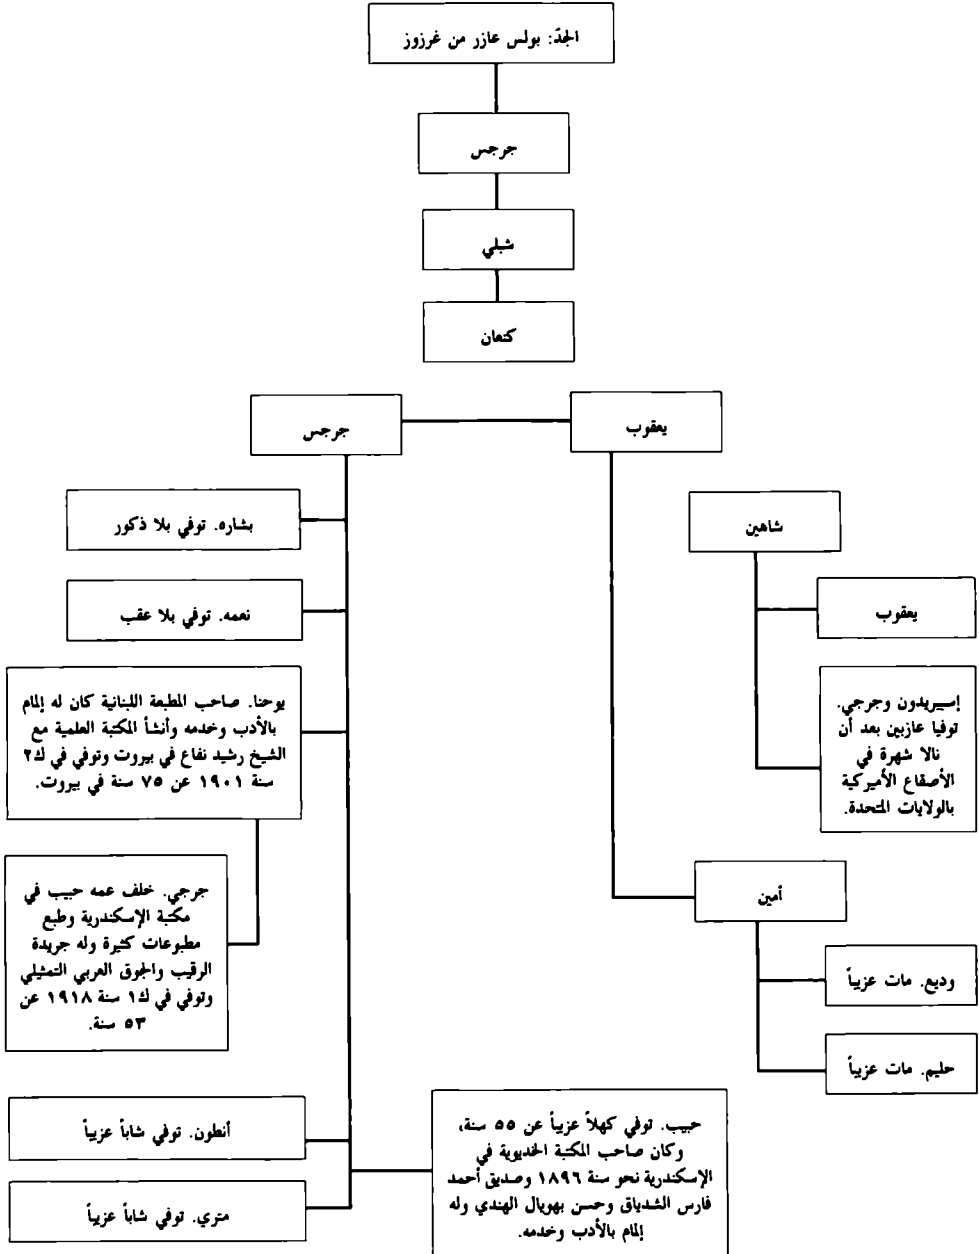 الجدّ: بولس عازر من غرزوز
جرجس
شبلي
كنعان
يعقوب
جرجس
شاهين
يعقوب
إسبيريدون وجرجي.
توفيا عازبين بعد أن
نالا شهرة في
الأصقاع الأميركية
بالولايات المتحدة.
أمين
وديع. مات عزيباً
حليم. مات عزيباً
بشاره. توفي بلا ذكور
نعمه. توفي بلا عقب
يوحنا. صاحب المطبعة اللبنانية كان له إلمام
بالأدب وخدمه وأنشأ المكتبة العلمية مع
الشيخ رشيد نفاع في بيروت وتوفي في ك٢
سنة ١٩٠١ عن ٧٥ سنة في بيروت.
جرجي. خلف عمه حبيب في
مكتبة الإسكندرية وطبع
مطبوعات كثيرة وله جريدة
الرقيب والجوق العربي التمثيلي
وتوفي في ك١ سنة ١٩١٨ عن
٥٣ سنة.
أنطون. توفي شاباً عزيباً
متري. توفي شاباً عزيباً
حبيب. توفي كهلاً عزيباً عن ٥٥ سنة،
وكان صاحب المكتبة الخديوية في
الإسكندرية نحو سنة ١٨٩٦ وصديق أحمد
فارس الشدياق وحسن بهوبال الهندي وله
إلمام بالأدب وخدمه.